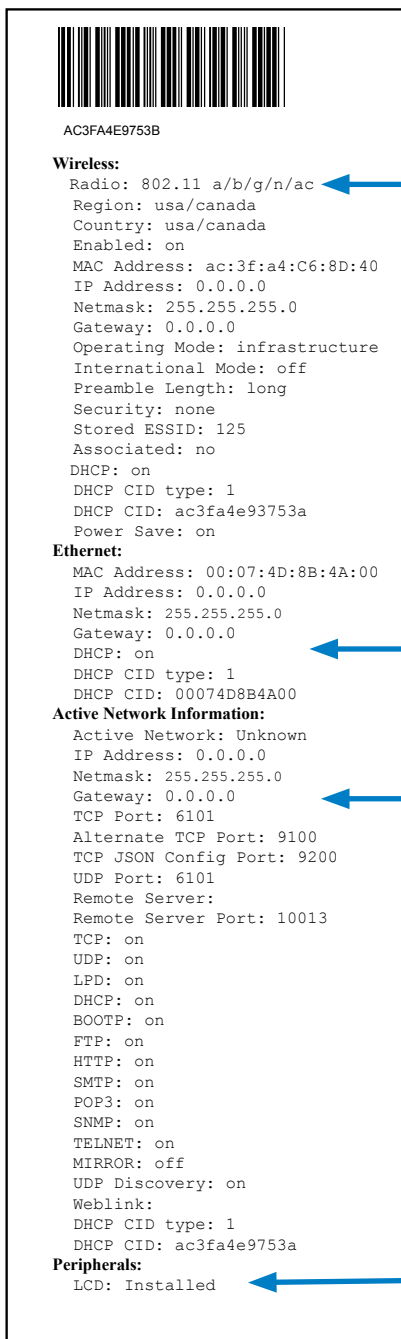 AC3FA4E9753B
Wireless:
Radio: 802.11 a/b/g/n/ac
Region: usa/canada
Country: usa/canada
Enabled: on
MAC Address: ac:3f:a4:C6:8D:40
IP Address: 0.0.0.0
Netmask: 255.255.255.0
Gateway: 0.0.0.0
Operating Mode: infrastructure
International Mode: off
Preamble Length: long
Security: none
Stored ESSID: 125
Associated: no
DHCP: on
DHCP CID type: 1
DHCP CID: ac3fa4e93753a
Power Save: on
Ethernet:
MAC Address: 00:07:4D:8B:4A:00
IP Address: 0.0.0.0
Netmask: 255.255.255.0
Gateway: 0.0.0.0
DHCP: on
DHCP CID type: 1
DHCP CID: 00074D8B4A00
Active Network Information:
Active Network: Unknown
IP Address: 0.0.0.0
Netmask: 255.255.255.0
Gateway: 0.0.0.0
TCP Port: 6101
Alternate TCP Port: 9100
TCP JSON Config Port: 9200
UDP Port: 6101
Remote Server:
Remote Server Port: 10013
TCP: on
UDP: on
LPD: on
DHCP: on
BOOTP: on
FTP: on
HTTP: on
SMTP: on
POP3: on
SNMP: on
TELNET: on
MIRROR: off
UDP Discovery: on
Weblink:
DHCP CID type: 1
DHCP CID: ac3fa4e9753a
Peripherals:
LCD: Installed